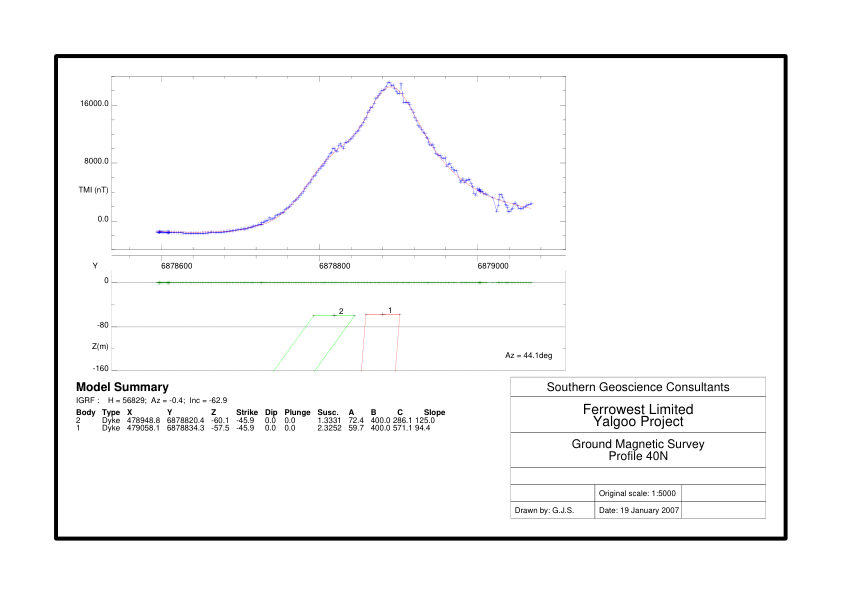 16000.0
8000.0
TMI (nT)
0.0
Y 6878600 6878800 6879000
0
2 1
-80
Z(m)
Az = 44.1deg
-160
Model Summary
IGRF : H = 56829; Az = -0.4; Inc = -62.9
Body Type X Y Z Strike Dip Plunge Susc. A B C Slope
2 Dyke 478948.8 6878820.4 -60.1 -45.9 0.0 0.0 1.3331 72.4 400.0 286.1 125.0
1 Dyke 479058.1 6878834.3 -57.5 -45.9 0.0 0.0 2.3252 59.7 400.0 571.1 94.4
Southern Geoscience Consultants
Ferrowest Limited
Yalgoo Project
Ground Magnetic Survey
Profile 40N
Original scale: 1:5000
Drawn by: G.J.S. Date: 19 January 2007